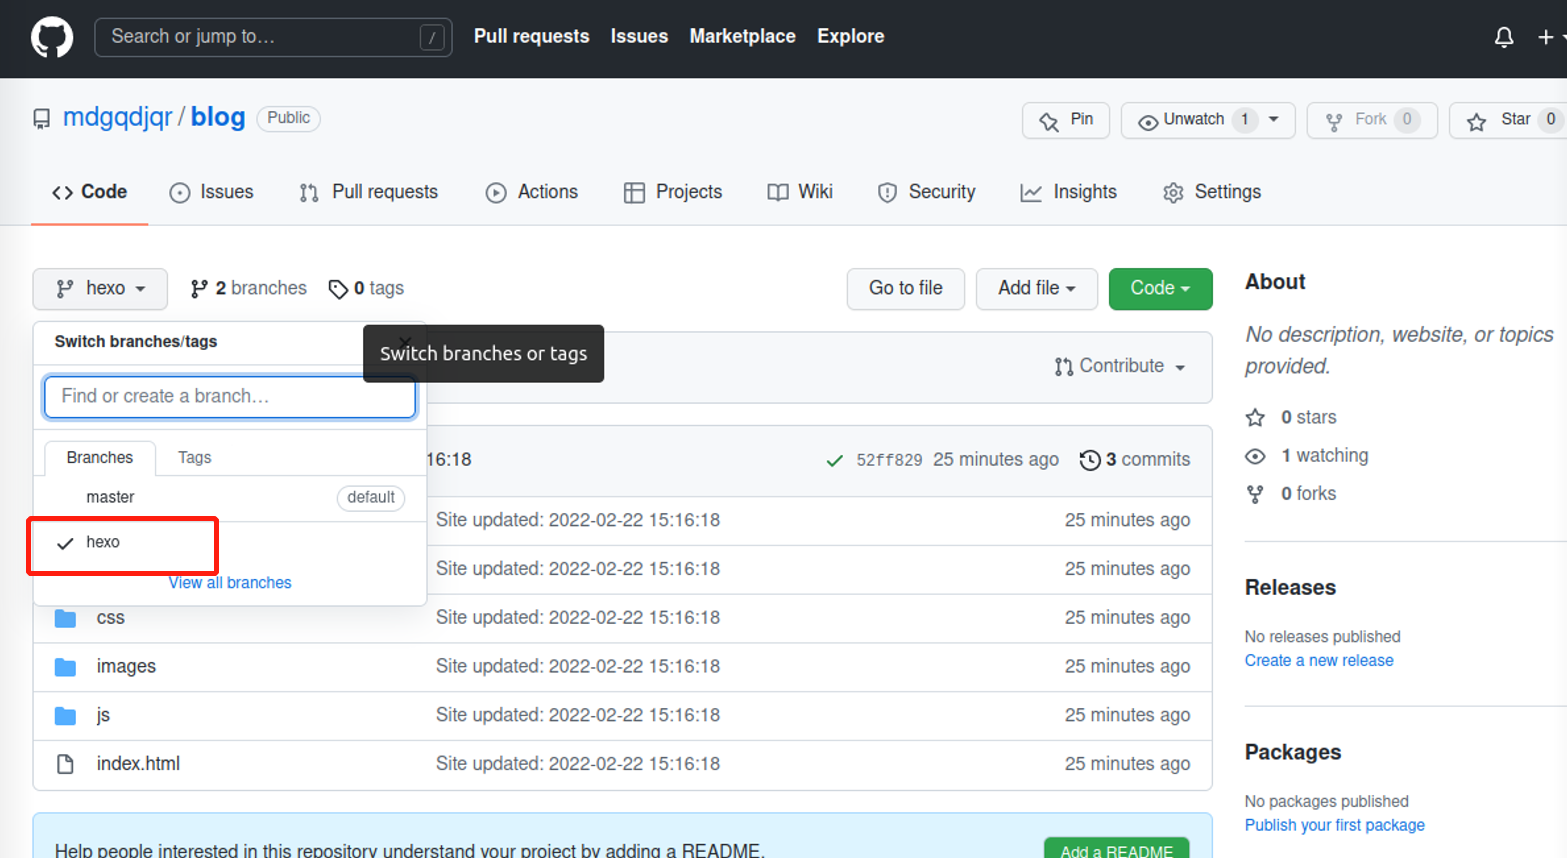 Search or jump to… /
Pull requests Issues Marketplace Explore
mdgqdjqr / blog Public
Pin Unwatch 1 Fork 0 Star 0
Code Issues Pull requests Actions Projects Wiki Security Insights Settings
hexo 2 branches 0 tags Go to file Add file Code
Switch branches/tags
Switch branches or tags
Find or create a branch…
Branches Tags
master default
hexo
View all branches
Contribute
16:18 52ff829 25 minutes ago 3 commits
Site updated: 2022-02-22 15:16:18 25 minutes ago
Site updated: 2022-02-22 15:16:18 25 minutes ago
css Site updated: 2022-02-22 15:16:18 25 minutes ago
images Site updated: 2022-02-22 15:16:18 25 minutes ago
js Site updated: 2022-02-22 15:16:18 25 minutes ago
index.html Site updated: 2022-02-22 15:16:18 25 minutes ago
Help people interested in this repository understand your project by adding a README. Add a README
About
No description, website, or topics
provided.
0 stars
1 watching
0 forks
Releases
No releases published
Create a new release
Packages
No packages published
Publish your first package